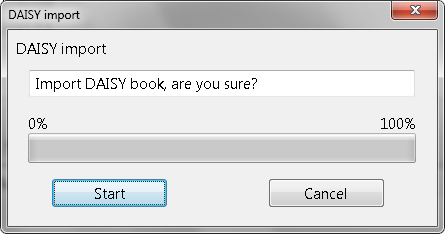 DAISY import
DAISY import
Import DAISY book, are you sure?
0% 100%
Start Cancel